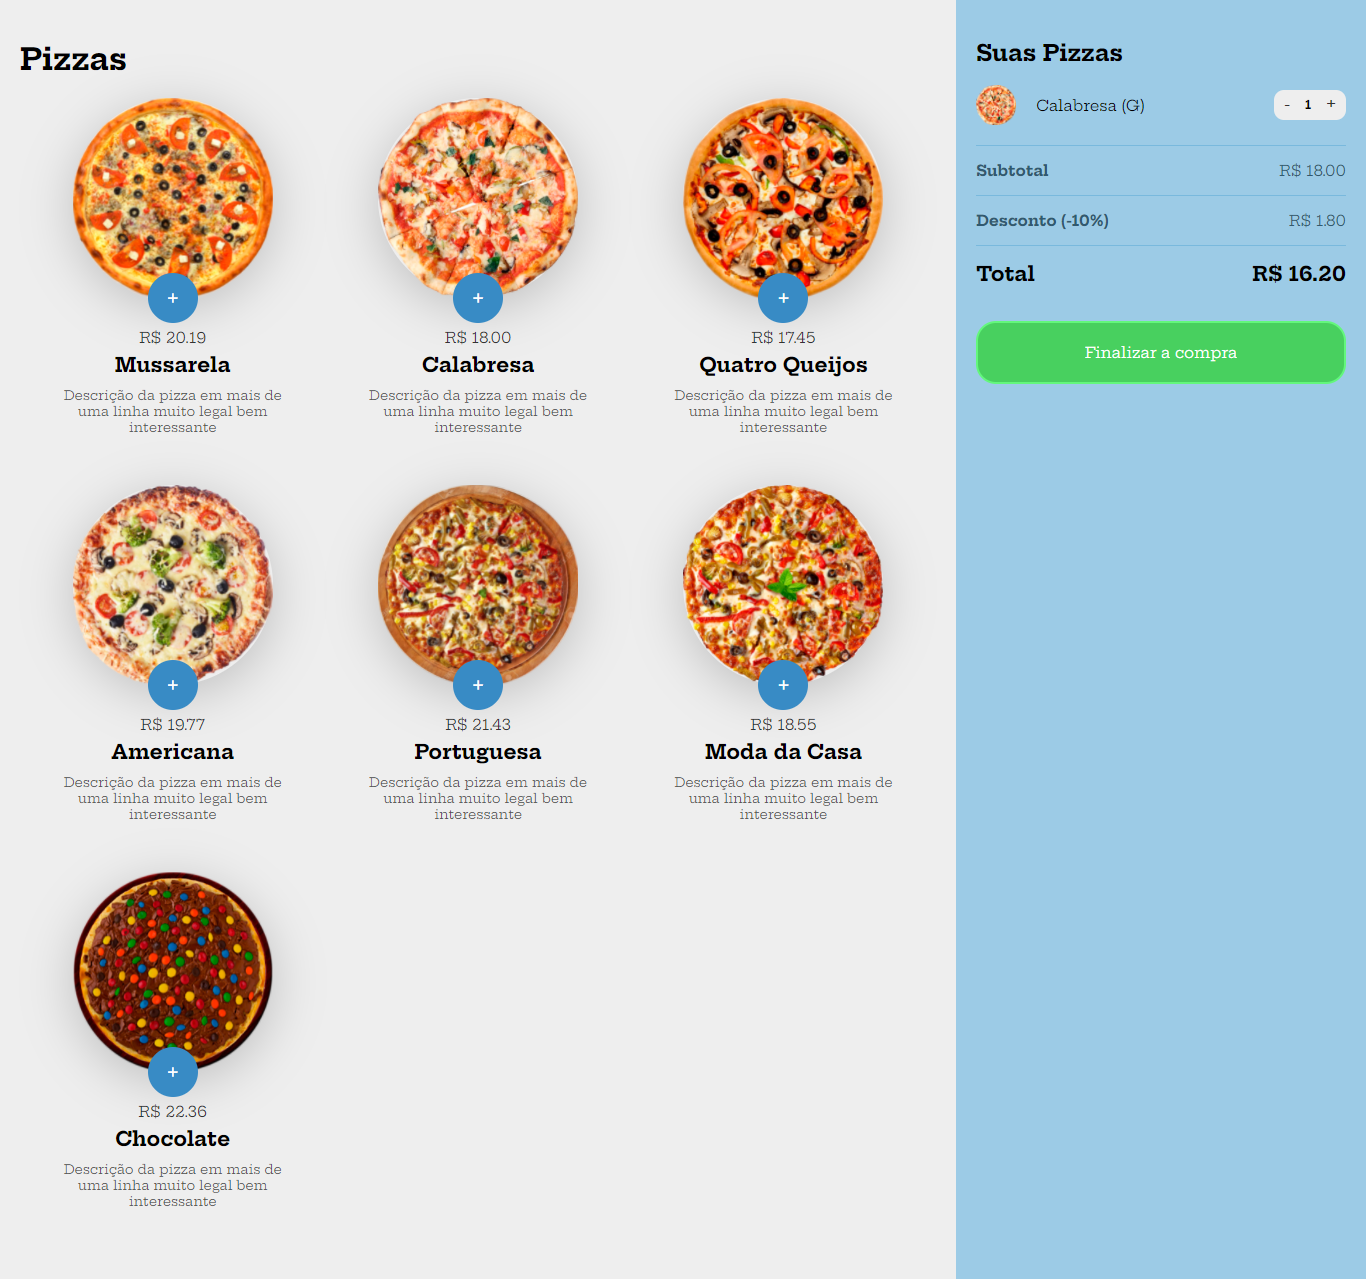 Pizzas
+
R$ 20.19
Mussarela
Descrição da pizza em mais de
uma linha muito legal bem
interessante
+
R$ 18.00
Calabresa
Descrição da pizza em mais de
uma linha muito legal bem
interessante
+
R$ 17.45
Quatro Queijos
Descrição da pizza em mais de
uma linha muito legal bem
interessante
+
R$ 19.77
Americana
Descrição da pizza em mais de
uma linha muito legal bem
interessante
+
R$ 21.43
Portuguesa
Descrição da pizza em mais de
uma linha muito legal bem
interessante
+
R$ 18.55
Moda da Casa
Descrição da pizza em mais de
uma linha muito legal bem
interessante
+
R$ 22.36
Chocolate
Descrição da pizza em mais de
uma linha muito legal bem
interessante
Suas Pizzas
Calabresa (G) - 1 +
Subtotal R$ 18.00
Desconto (-10%) R$ 1.80
Total R$ 16.20
Finalizar a compra